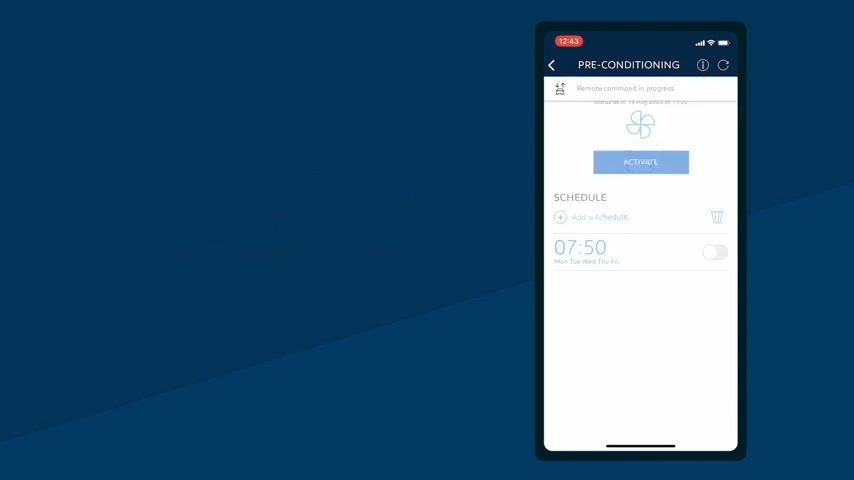 12:43
PRE-CONDITIONING
Remote command in progress
ACTIVATE
SCHEDULE
Add a schedule
07:50
Mon Tue Wed Thu Fri